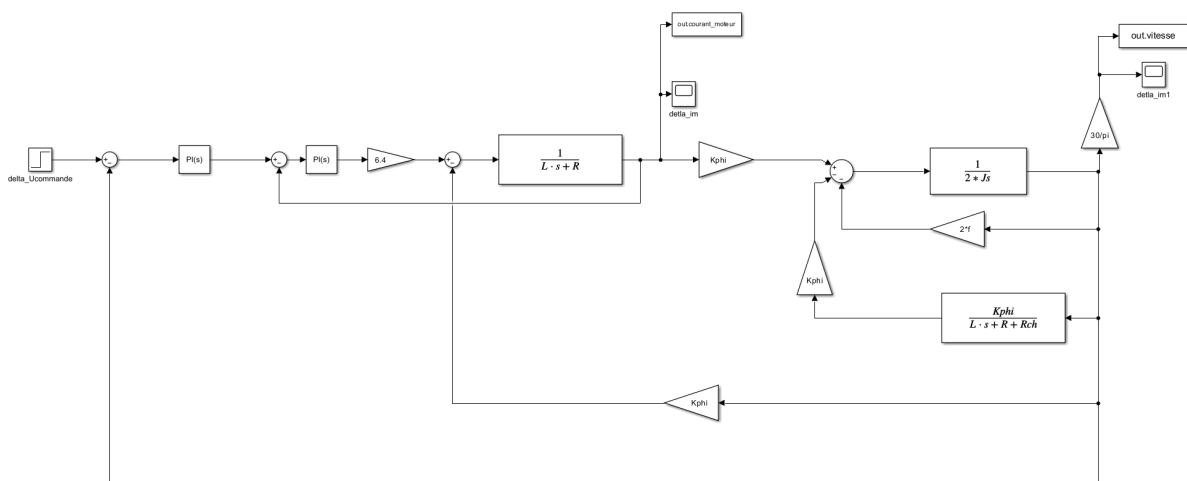 out.courant_moteur
out.vitesse
detla_im
detla_im1
30/pi
+
−
PI(s)
+
−
PI(s)
6.4
+
−
1
L · s + R
Kphi
+
−
−
1
2 * Js
delta_Ucommande
2*f
Kphi
Kphi
L · s + R + Rch
Kphi